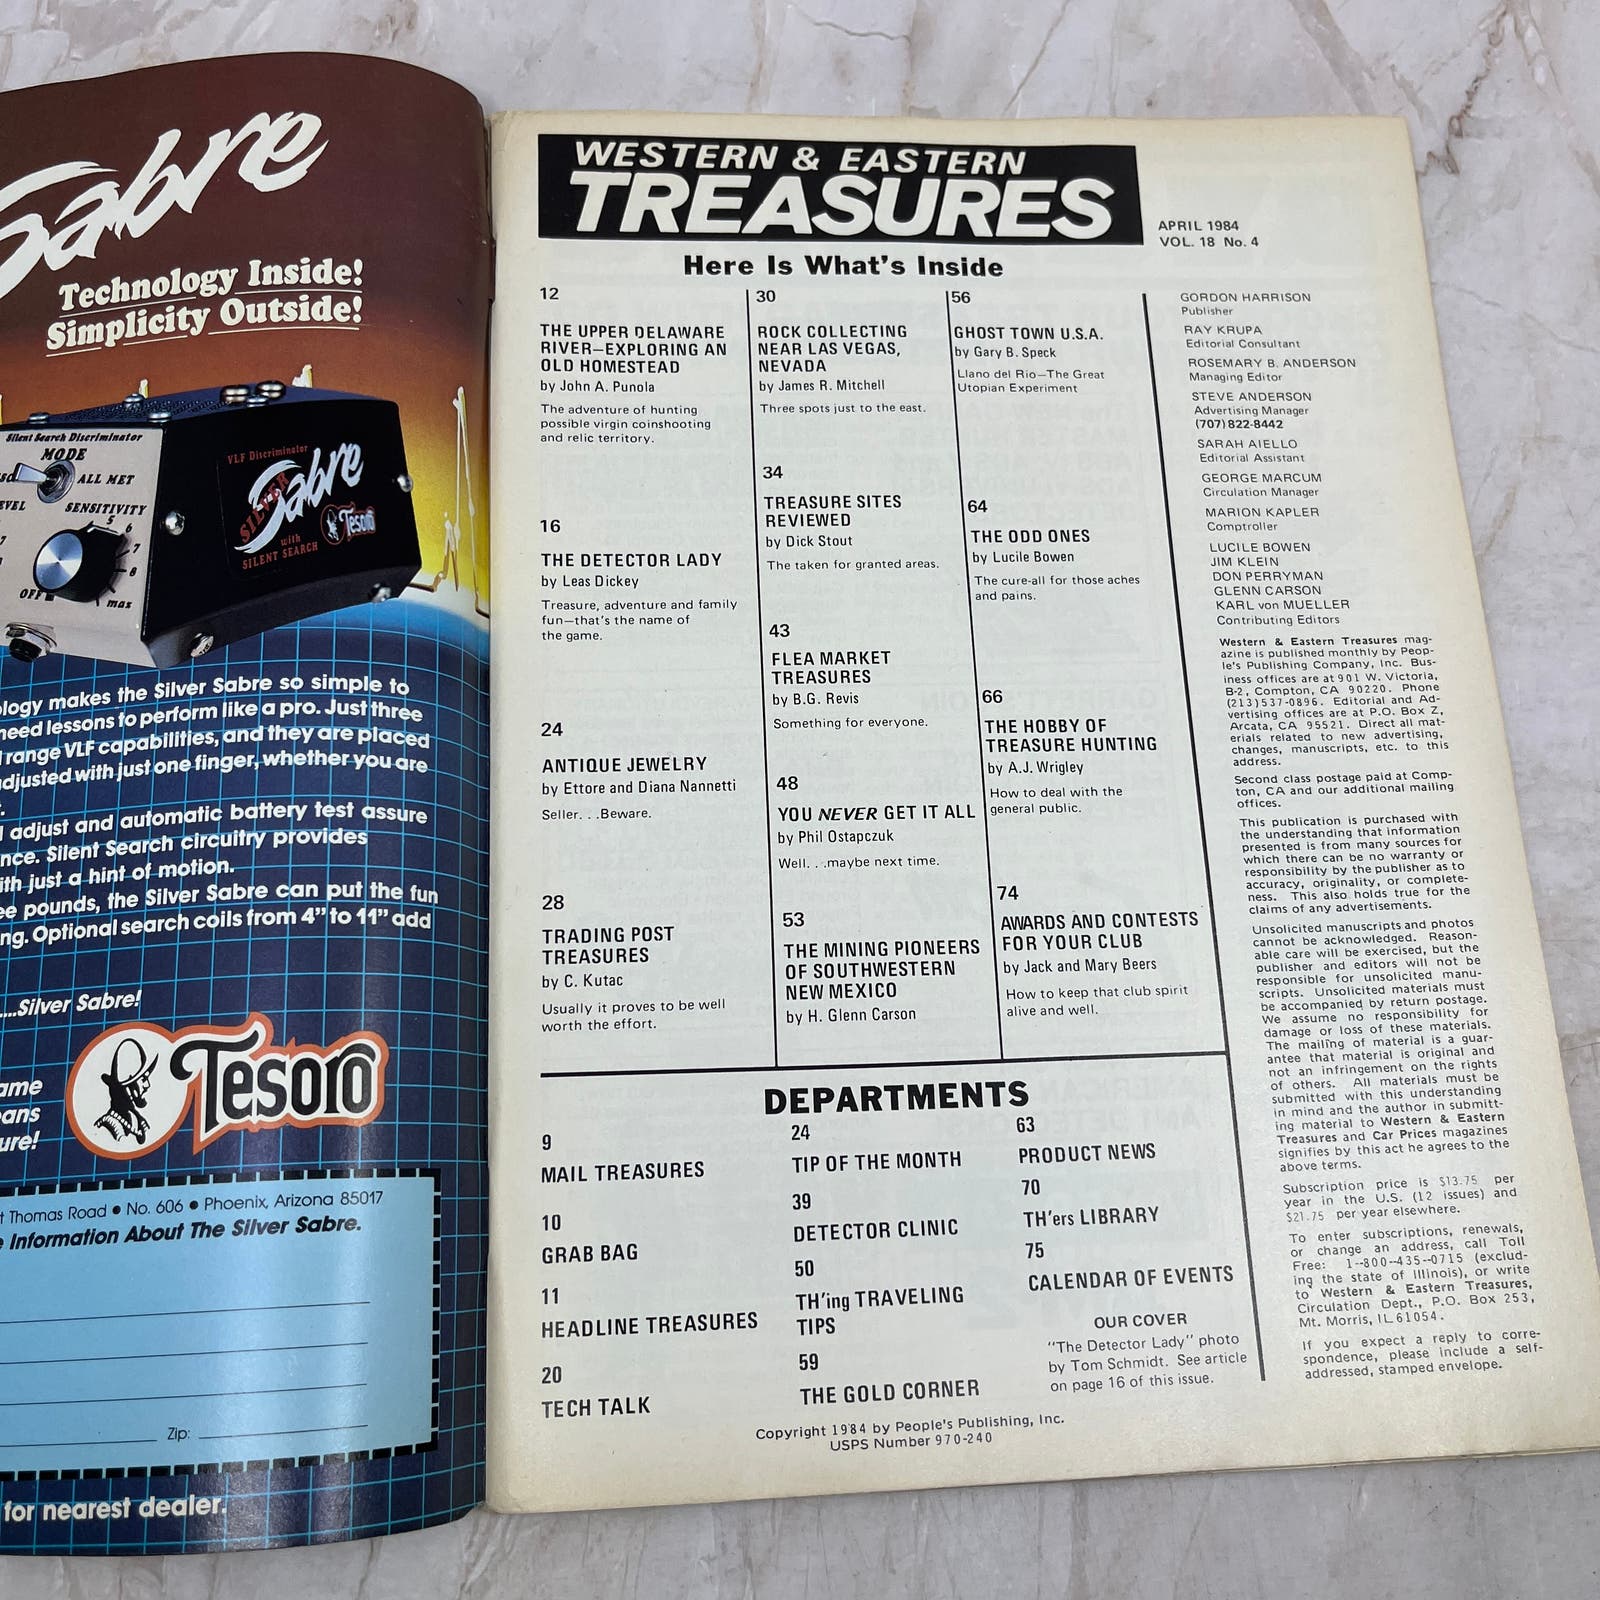 Sabre
Technology Inside!
Simplicity Outside!
Silent Search Discriminator
MODE
ALL MET
SENSITIVITY
5
6
7
8
OFF
max
VLF Discriminator
SILVER
Sabre
with
SILENT SEARCH
Tesoro
makes the Silver Sabre so simple to
need lessons to perform like a pro. Just three
range VLF capabilities, and they are placed
adjusted with just one finger, whether you are
adjust and automatic battery test assure
Silent Search circuitry provides
with just a hint of motion.
pounds, the Silver Sabre can put the fun
Optional search coils from 4" to 11" add
....Silver Sabre!
Tesoro
Thomas Road • No. 606 • Phoenix, Arizona 85017
Information About The Silver Sabre.
Zip:
for nearest dealer.
WESTERN & EASTERN
TREASURES
APRIL 1984
VOL. 18 No. 4
Here Is What's Inside
12
THE UPPER DELAWARE
RIVER—EXPLORING AN
OLD HOMESTEAD
by John A. Punola
The adventure of hunting
possible virgin coinshooting
and relic territory.
16
THE DETECTOR LADY
by Leas Dickey
Treasure, adventure and family
fun—that's the name of
the game.
24
ANTIQUE JEWELRY
by Ettore and Diana Nannetti
Seller. . .Beware.
28
TRADING POST
TREASURES
by C. Kutac
Usually it proves to be well
worth the effort.
30
ROCK COLLECTING
NEAR LAS VEGAS,
NEVADA
by James R. Mitchell
Three spots just to the east.
34
TREASURE SITES
REVIEWED
by Dick Stout
The taken for granted areas.
43
FLEA MARKET
TREASURES
by B.G. Revis
Something for everyone.
48
YOU NEVER GET IT ALL
by Phil Ostapczuk
Well. . .maybe next time.
53
THE MINING PIONEERS
OF SOUTHWESTERN
NEW MEXICO
by H. Glenn Carson
56
GHOST TOWN U.S.A.
by Gary B. Speck
Llano del Rio—The Great
Utopian Experiment
64
THE ODD ONES
by Lucile Bowen
The cure-all for those aches
and pains.
66
THE HOBBY OF
TREASURE HUNTING
by A.J. Wrigley
How to deal with the
general public.
74
AWARDS AND CONTESTS
FOR YOUR CLUB
by Jack and Mary Beers
How to keep that club spirit
alive and well.
DEPARTMENTS
9
MAIL TREASURES
10
GRAB BAG
11
HEADLINE TREASURES
20
TECH TALK
24
TIP OF THE MONTH
39
DETECTOR CLINIC
50
TH'ing TRAVELING
TIPS
59
THE GOLD CORNER
63
PRODUCT NEWS
70
TH'ers LIBRARY
75
CALENDAR OF EVENTS
OUR COVER
"The Detector Lady" photo
by Tom Schmidt. See article
on page 16 of this issue.
Copyright 1984 by People's Publishing, Inc.
USPS Number 970-240
GORDON HARRISON
Publisher
RAY KRUPA
Editorial Consultant
ROSEMARY B. ANDERSON
Managing Editor
STEVE ANDERSON
Advertising Manager
(707) 822-8442
SARAH AIELLO
Editorial Assistant
GEORGE MARCUM
Circulation Manager
MARION KAPLER
Comptroller
LUCILE BOWEN
JIM KLEIN
DON PERRYMAN
GLENN CARSON
KARL von MUELLER
Contributing Editors
Western & Eastern Treasures mag-
azine is published monthly by Peop-
le's Publishing Company, Inc. Bus-
iness offices are at 901 W. Victoria,
B-2, Compton, CA 90220. Phone
(213) 537-0896. Editorial and Ad-
vertising offices are at P.O. Box Z,
Arcata, CA 95521. Direct all mat-
erials related to new advertising,
changes, manuscripts, etc. to this
address.
Second class postage paid at Comp-
ton, CA and our additional mailing
offices.
This publication is purchased with
the understanding that information
presented is from many sources for
which there can be no warranty or
responsibility by the publisher as to
accuracy, originality, or complete-
ness. This also holds true for the
claims of any advertisements.
Unsolicited manuscripts and photos
cannot be acknowledged. Reason-
able care will be exercised, but the
publisher and editors will not be
responsible for unsolicited manu-
scripts. Unsolicited materials must
be accompanied by return postage.
We assume no responsibility for
damage or loss of these materials.
The mailing of material is a guar-
antee that material is original and
not an infringement on the rights
of others. All materials must be
submitted with this understanding
in mind and the author in submitt-
ing material to Western & Eastern
Treasures and Car Prices magazines
signifies by this act he agrees to the
above terms.
Subscription price is $13.75 per
year in the U.S. (12 issues) and
$21.75 per year elsewhere.
To enter subscriptions, renewals,
or change an address, call Toll
Free: 1-800-435-0715 (exclud-
ing the state of Illinois), or write
to Western & Eastern Treasures,
Circulation Dept., P.O. Box 253,
Mt. Morris, IL 61054.
If you expect a reply to corre-
spondence, please include a self-
addressed, stamped envelope.